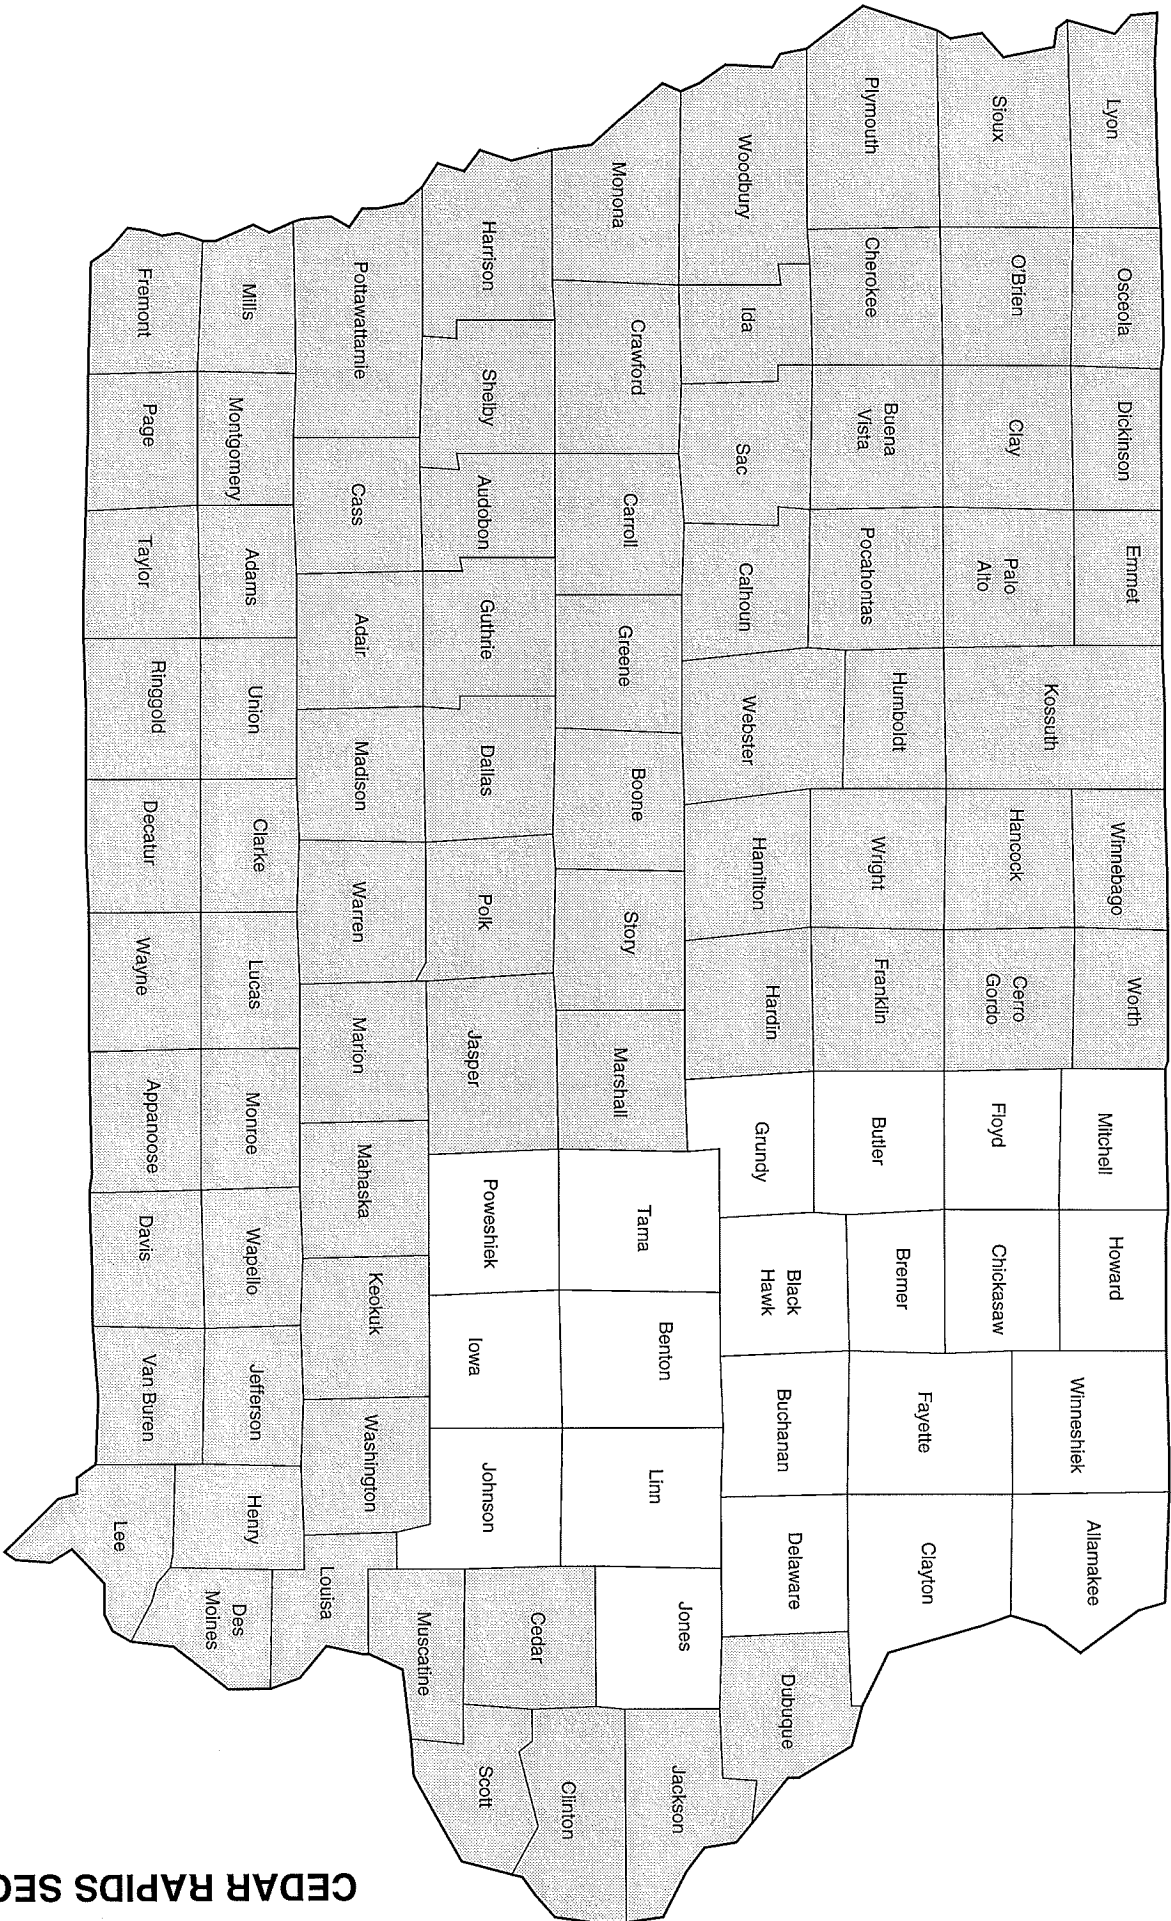 Lyon
Osceola
Dickinson
Emmet
Kossuth
Winnebago
Worth
Mitchell
Howard
Winneshiek
Allamakee
Sioux
O'Brien
Clay
Palo
Alto
Hancock
Cerro
Gordo
Floyd
Chickasaw
Fayette
Clayton
Plymouth
Cherokee
Buena
Vista
Pocahontas
Humboldt
Wright
Franklin
Butler
Bremer
Woodbury
Ida
Sac
Calhoun
Webster
Hamilton
Hardin
Grundy
Black
Hawk
Buchanan
Delaware
Dubuque
Monona
Crawford
Carroll
Greene
Boone
Story
Marshall
Tama
Benton
Linn
Jones
Jackson
Harrison
Shelby
Audobon
Guthrie
Dallas
Polk
Jasper
Poweshiek
Iowa
Johnson
Cedar
Clinton
Scott
Pottawattamie
Cass
Adair
Madison
Warren
Marion
Mahaska
Keokuk
Washington
Louisa
Muscatine
Mills
Montgomery
Adams
Union
Clarke
Lucas
Monroe
Wapello
Jefferson
Henry
Des
Moines
Fremont
Page
Taylor
Ringgold
Decatur
Wayne
Appanoose
Davis
Van Buren
Lee
CEDAR RAPIDS SEC